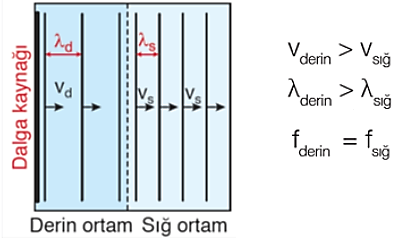 Dalga kaynağı
λd
λs
Vd
Vs
Vs
Derin ortam
Sığ ortam
Vderin > Vsığ
λderin > λsığ
fderin = fsığ